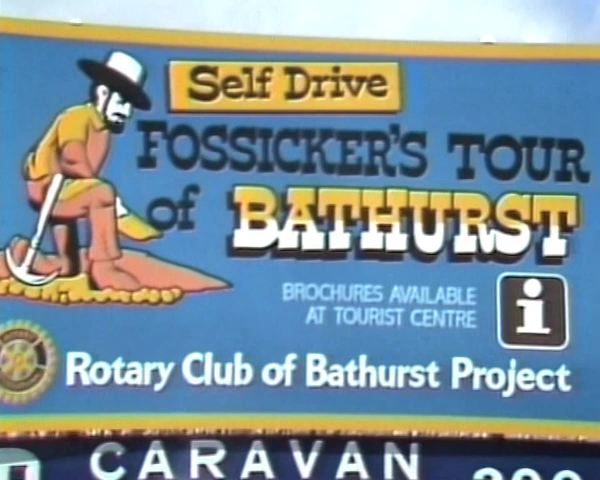 Self Drive
FOSSICKER'S TOUR
of BATHURST
BROCHURES AVAILABLE
AT TOURIST CENTRE
i
Rotary Club of Bathurst Project
CARAVAN